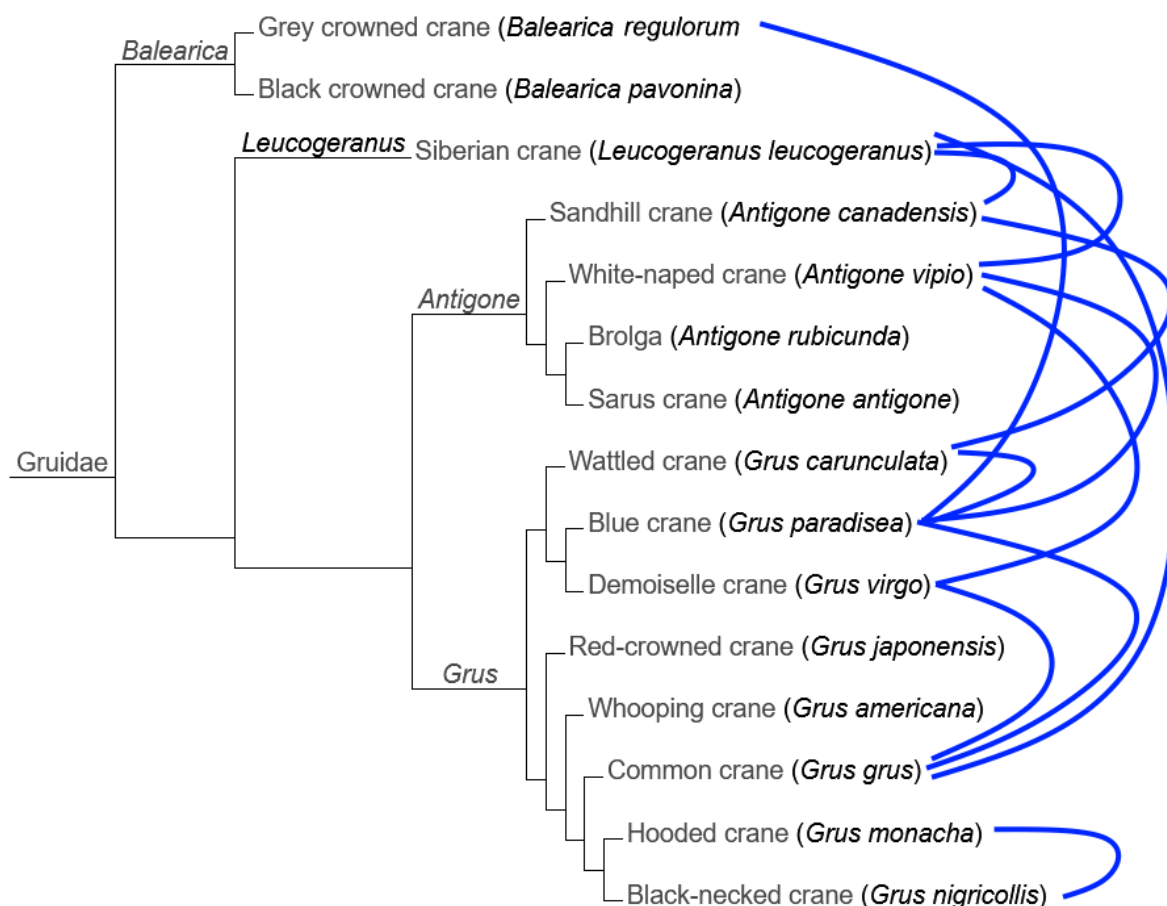 Grey crowned crane (Balearica regulorum
Balearica
Black crowned crane (Balearica pavonina)
Leucogeranus
Siberian crane (Leucogeranus leucogeranus)
Sandhill crane (Antigone canadensis)
White-naped crane (Antigone vipio)
Antigone
Brolga (Antigone rubicunda)
Sarus crane (Antigone antigone)
Gruidae
Wattled crane (Grus carunculata)
Blue crane (Grus paradisea)
Demoiselle crane (Grus virgo)
Red-crowned crane (Grus japonensis)
Grus
Whooping crane (Grus americana)
Common crane (Grus grus)
Hooded crane (Grus monacha)
Black-necked crane (Grus nigricollis)